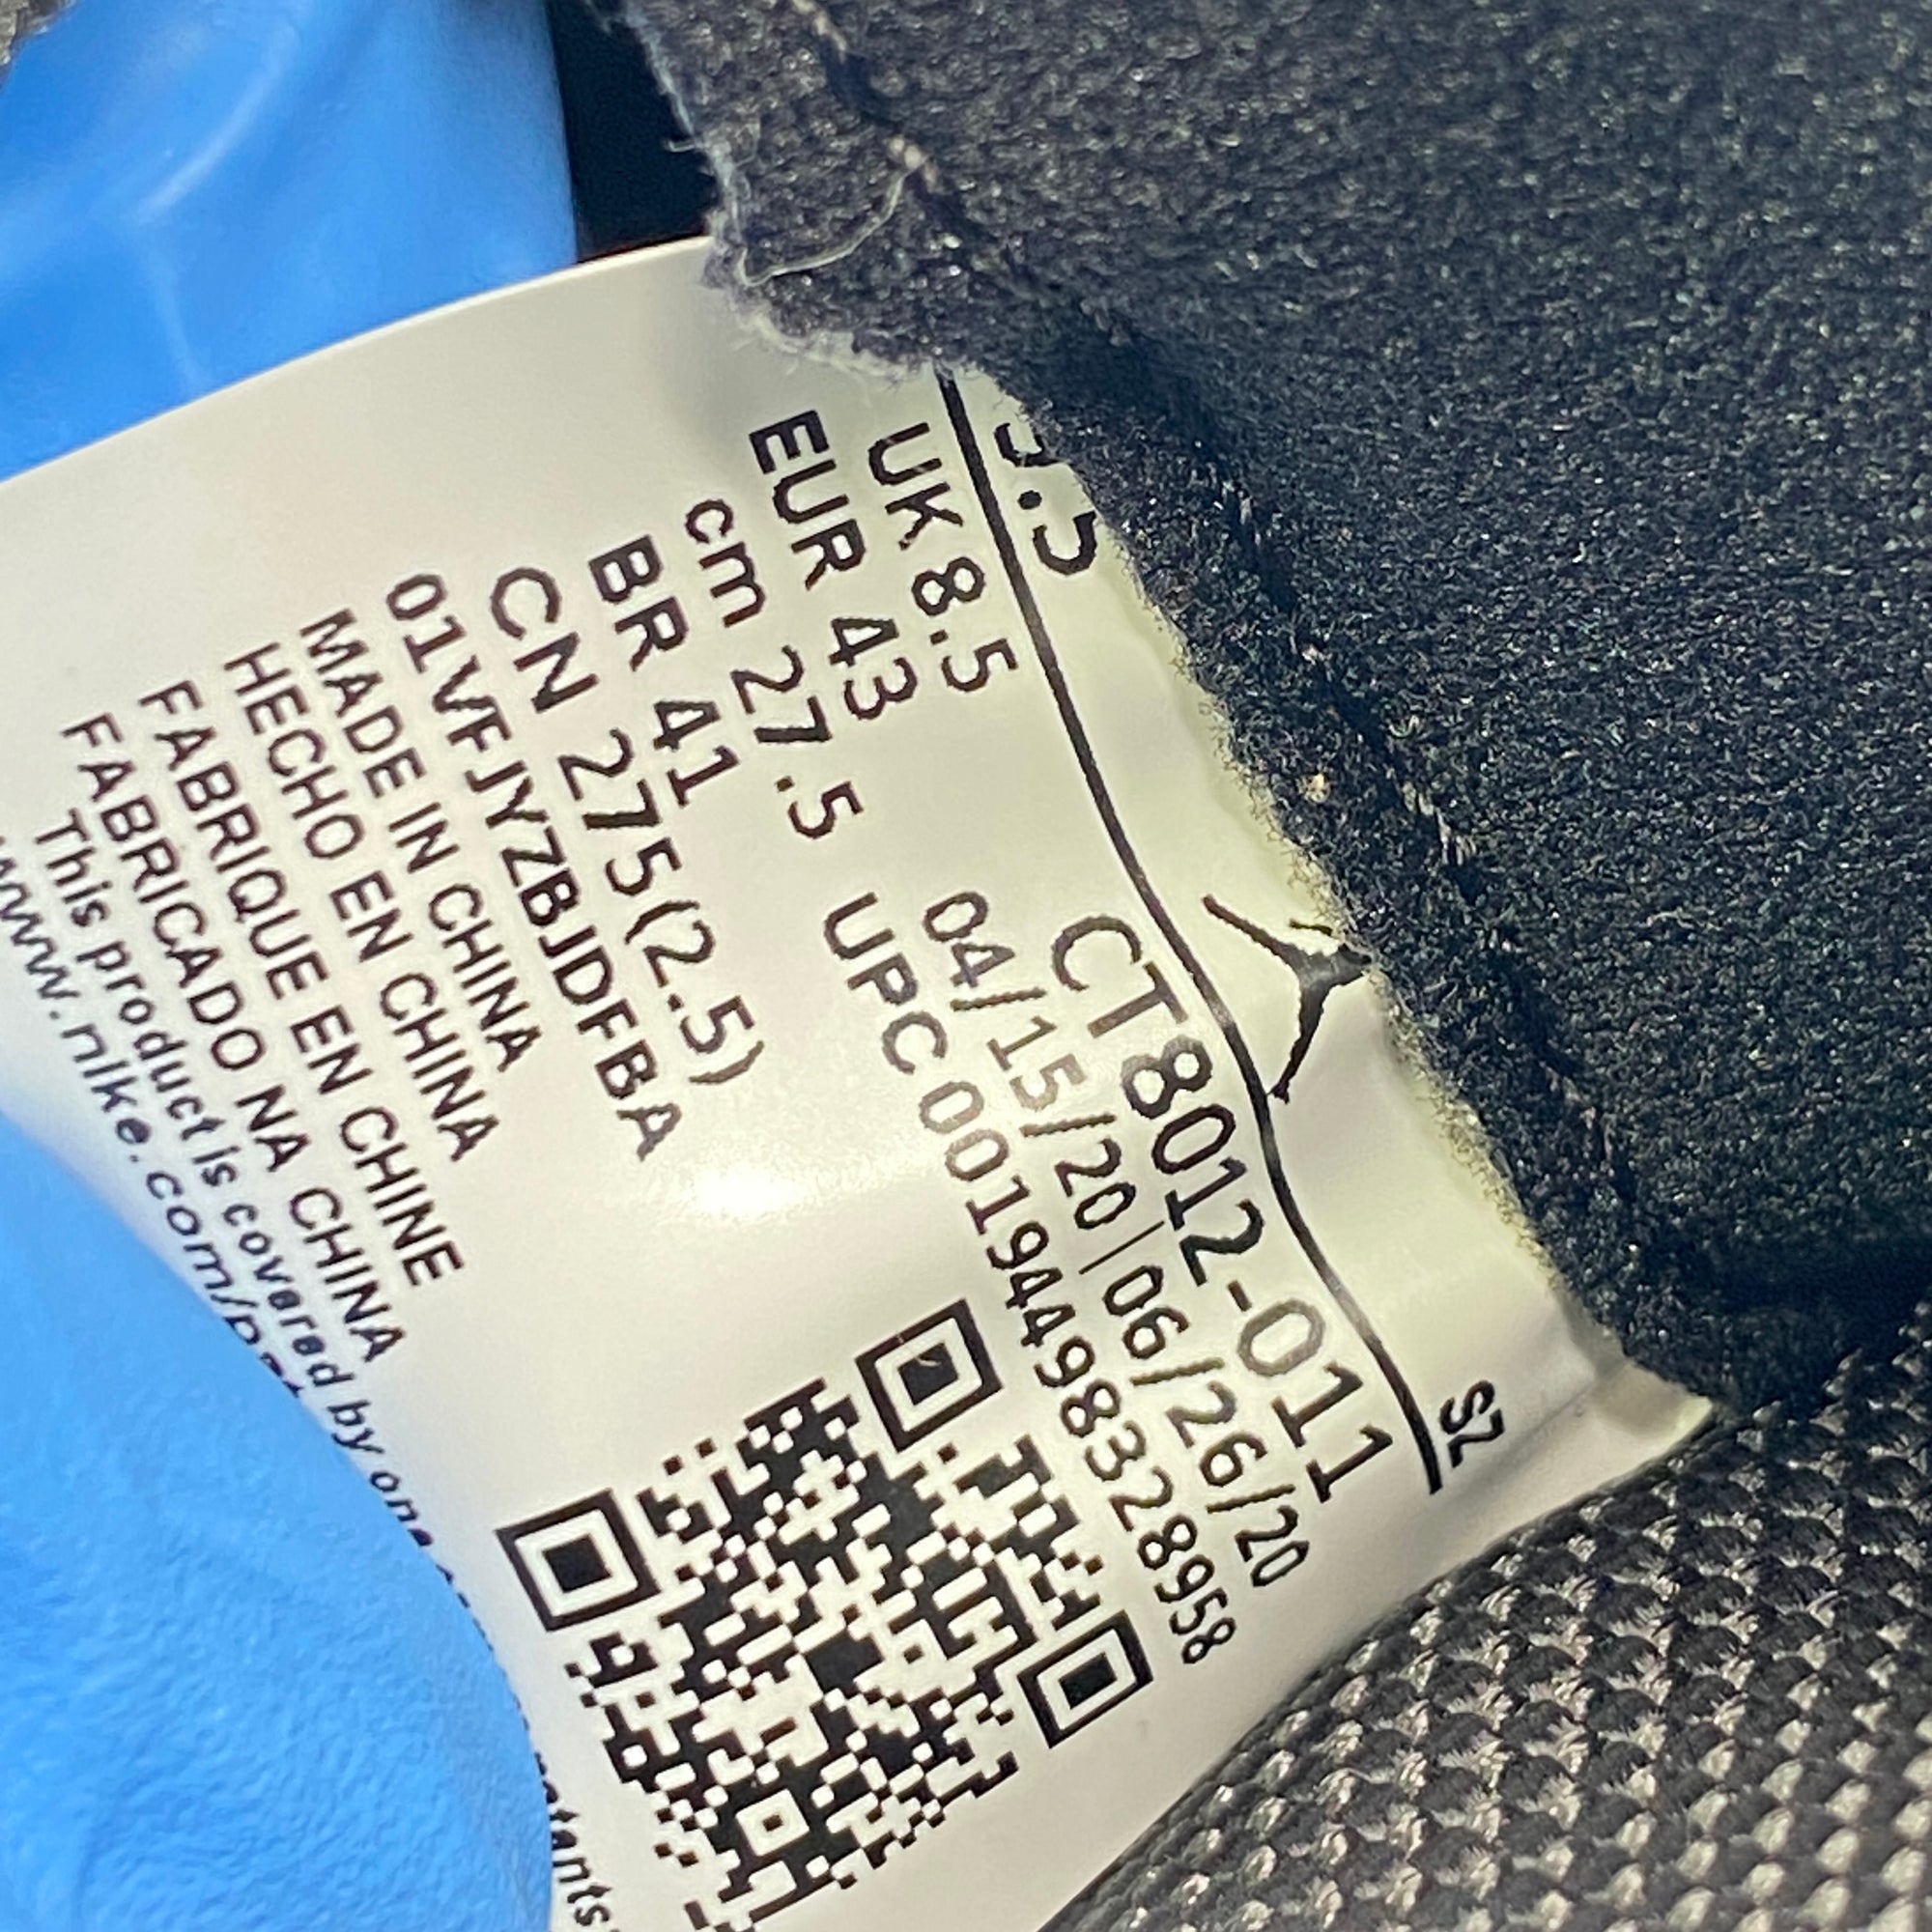 SZ
UK 8.5
CT8012-011
EUR 43
04/15/20|06/26/20
cm 27.5
UPC 00194498328958
BR 41
CN 275(2.5)
01VFJYZBJDFBA
MADE IN CHINA
HECHO EN CHINA
FABRIQUE EN CHINE
FABRICADO NA CHINA
This product is covered by one
www.nike.com/